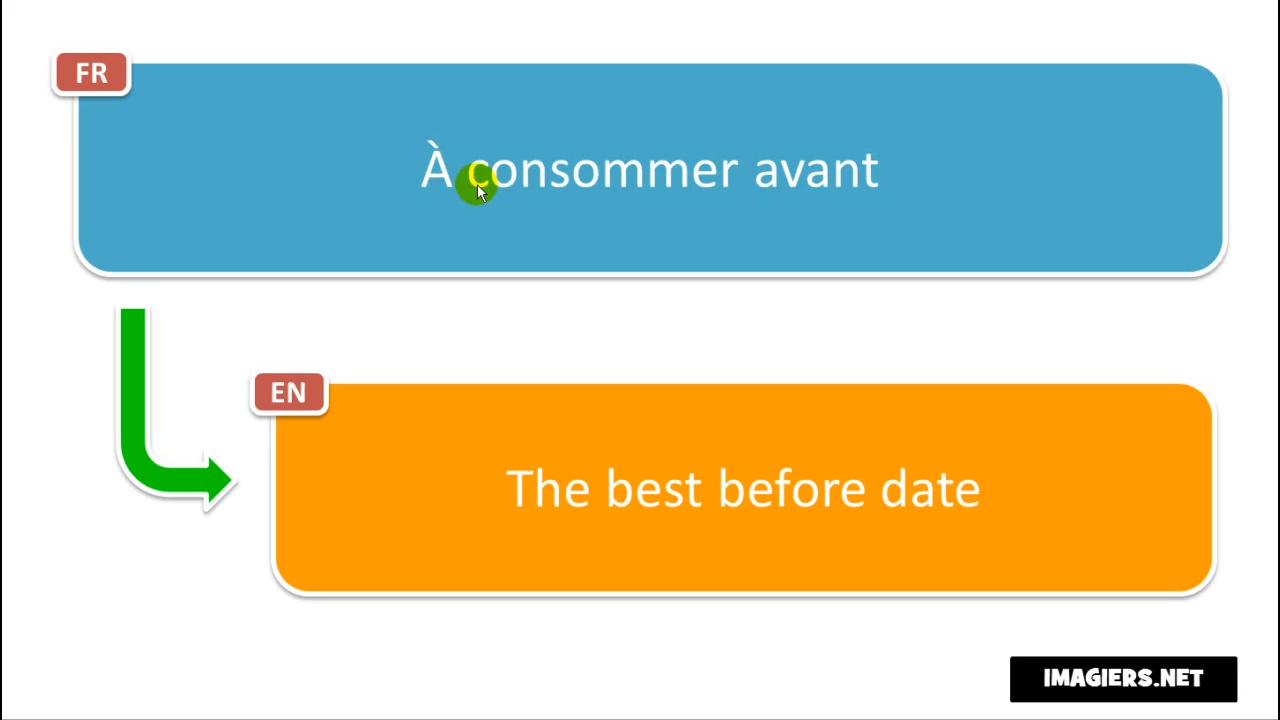 FR
À consommer avant
EN
The best before date
IMAGIERS.NET